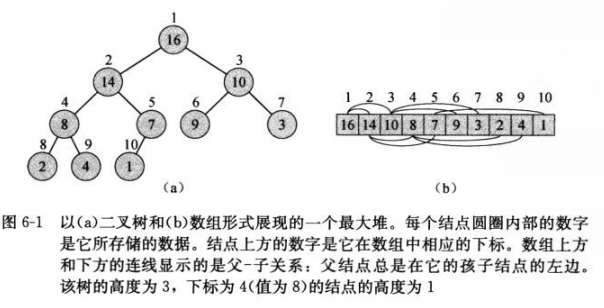 1
16
2
3
14
10
4
5
6
7
8
7
9
3
8
9
10
2
4
1
(a)
1 2 3 4 5 6 7 8 9 10
16 14 10 8 7 9 3 2 4 1
(b)
图 6-1 以(a)二叉树和(b)数组形式展现的一个最大堆。每个结点圆圈内部的数字
是它所存储的数据。结点上方的数字是它在数组中相应的下标。数组上方
和下方的连线显示的是父-子关系：父结点总是在它的孩子结点的左边。
该树的高度为 3，下标为 4(值为 8)的结点的高度为 1